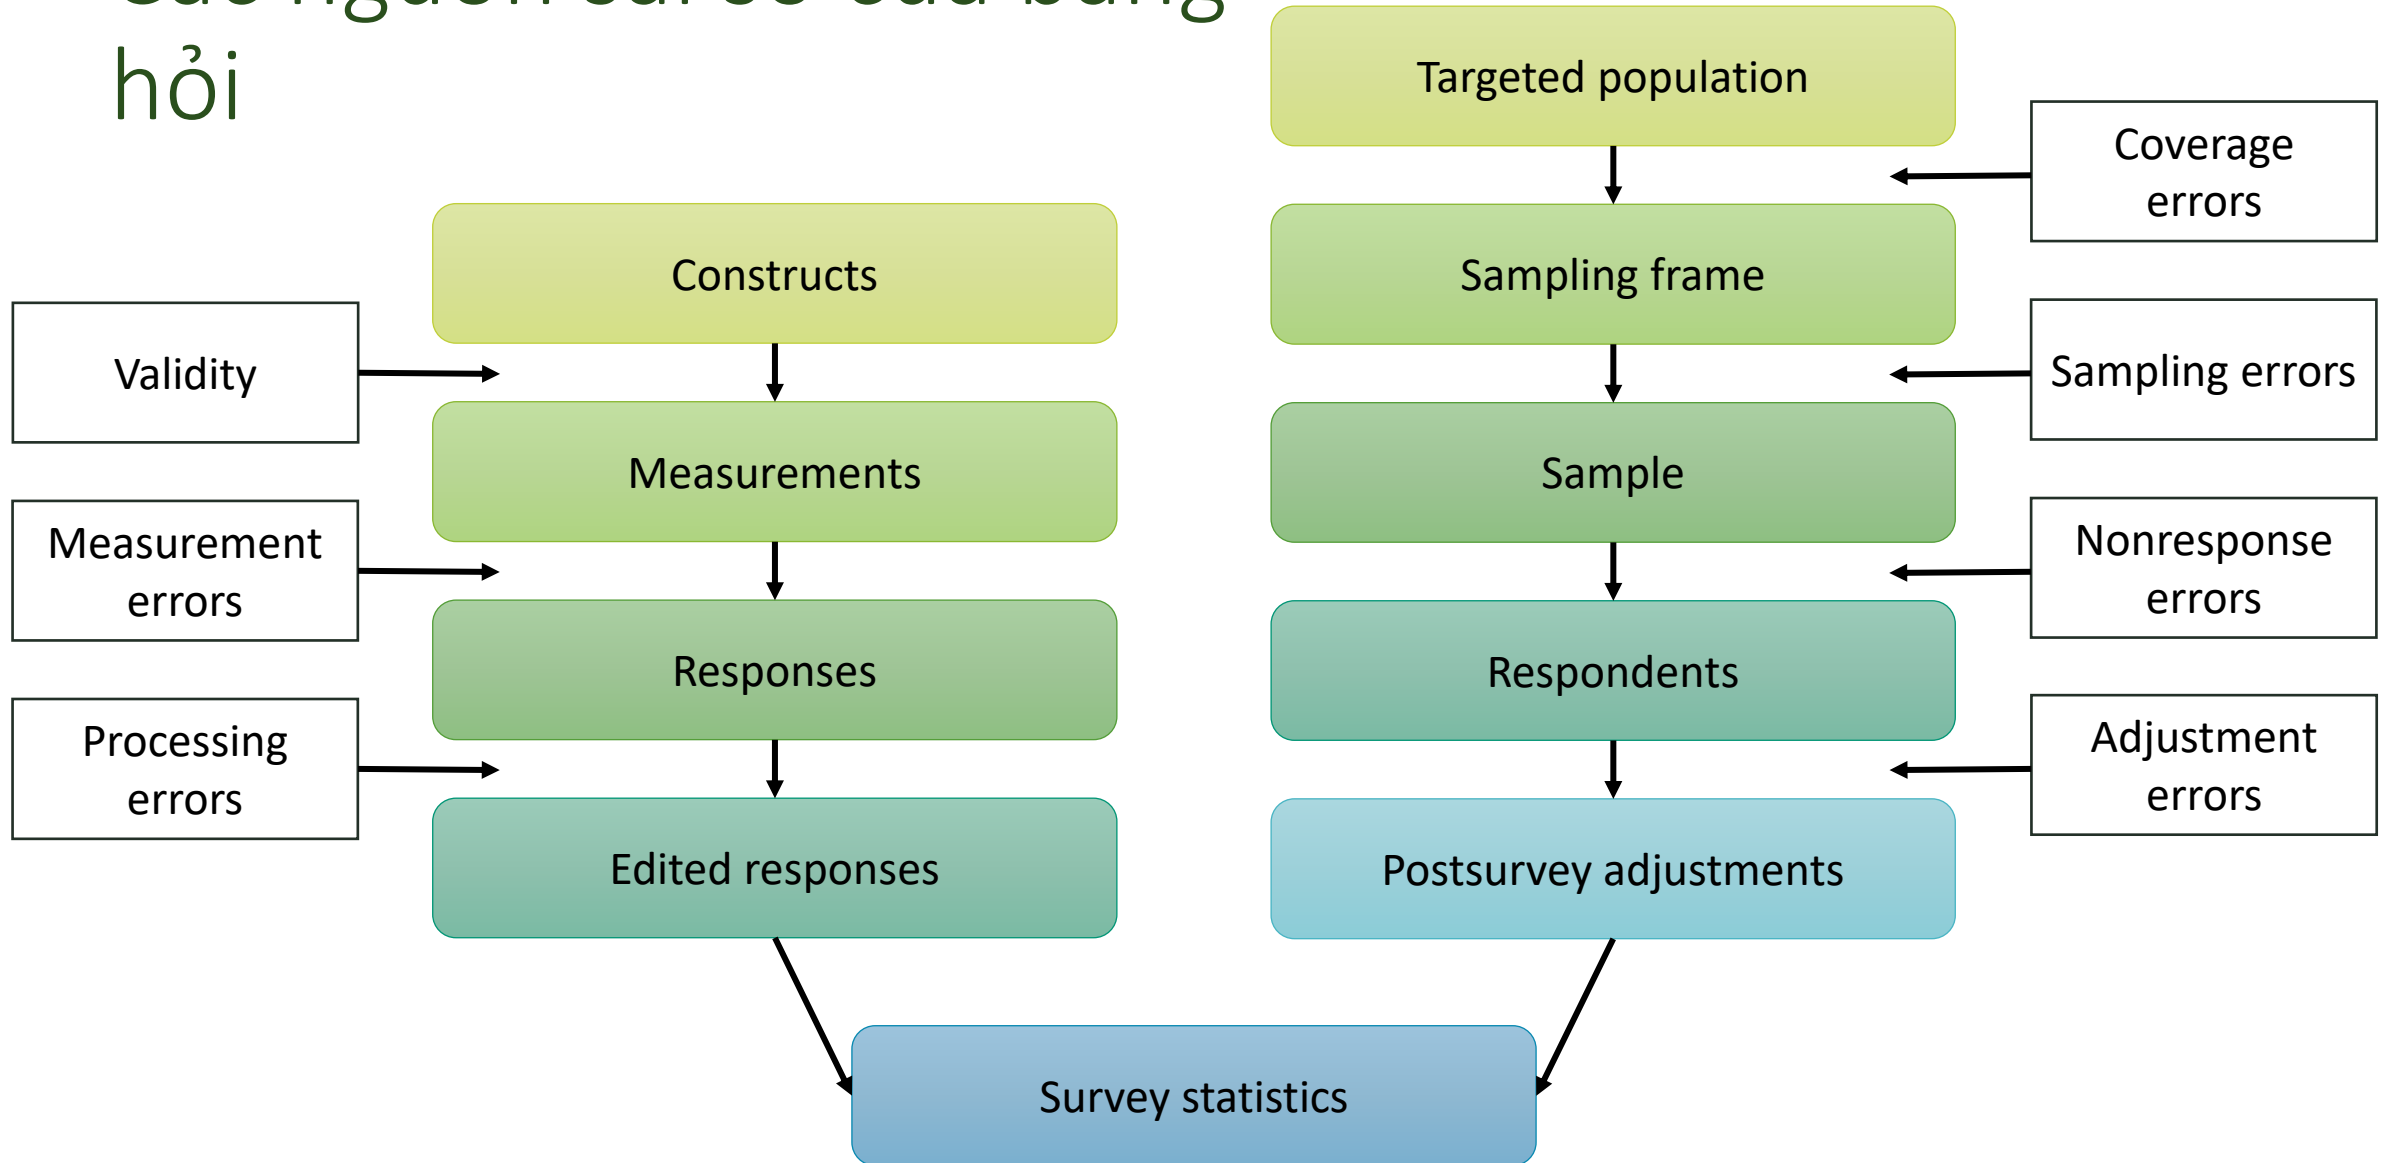 hỏi
Targeted population
Coverage
errors
Constructs
Sampling frame
Validity
Sampling errors
Measurements
Sample
Measurement
errors
Nonresponse
errors
Responses
Respondents
Processing
errors
Adjustment
errors
Edited responses
Postsurvey adjustments
Survey statistics